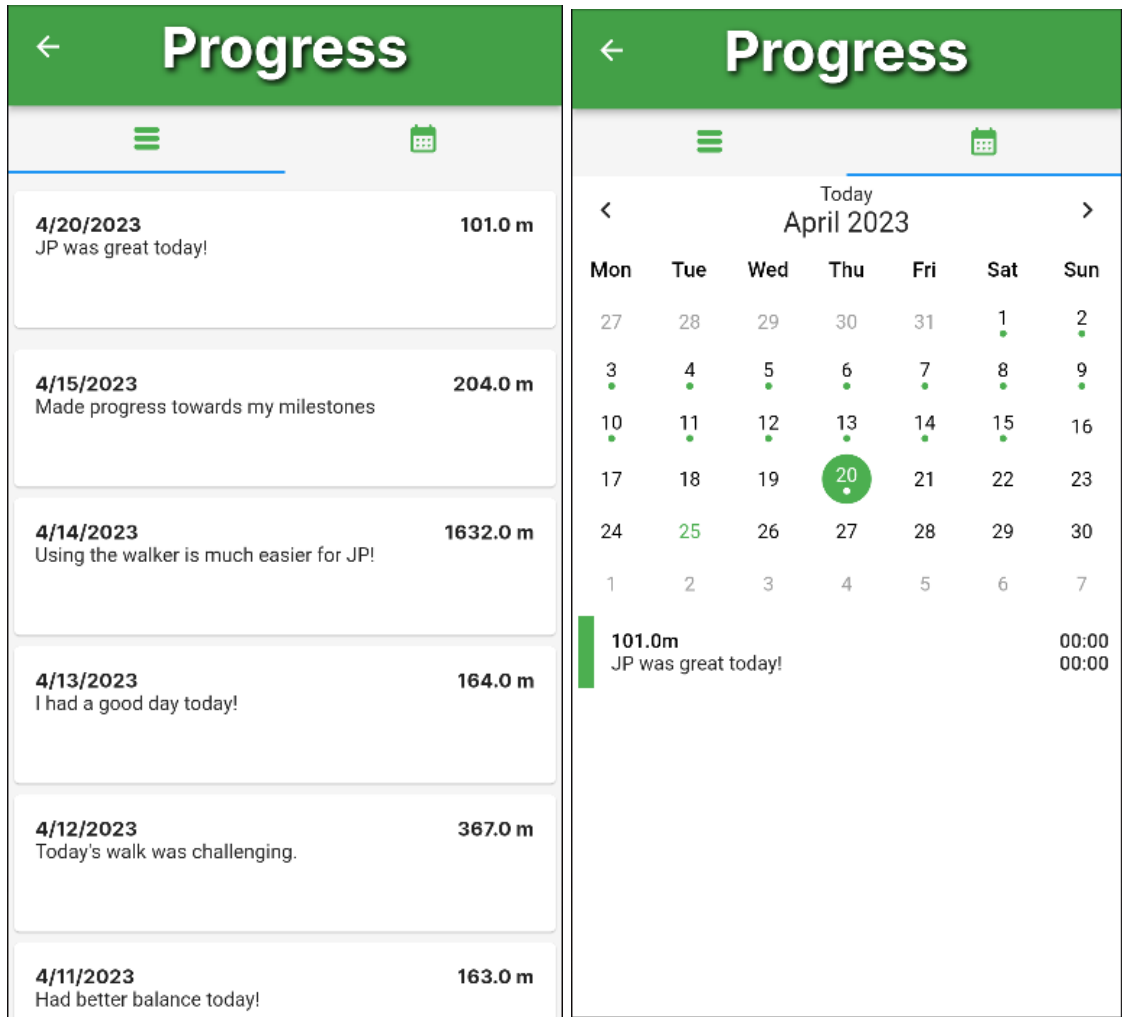 Progress
4/20/2023 101.0 m
JP was great today!
4/15/2023 204.0 m
Made progress towards my milestones
4/14/2023 1632.0 m
Using the walker is much easier for JP!
4/13/2023 164.0 m
I had a good day today!
4/12/2023 367.0 m
Today's walk was challenging.
4/11/2023 163.0 m
Had better balance today!
Progress
Today
April 2023
Mon Tue Wed Thu Fri Sat Sun
27 28 29 30 31 1 2
3 4 5 6 7 8 9
10 11 12 13 14 15 16
17 18 19 20 21 22 23
24 25 26 27 28 29 30
1 2 3 4 5 6 7
101.0m 00:00
JP was great today! 00:00